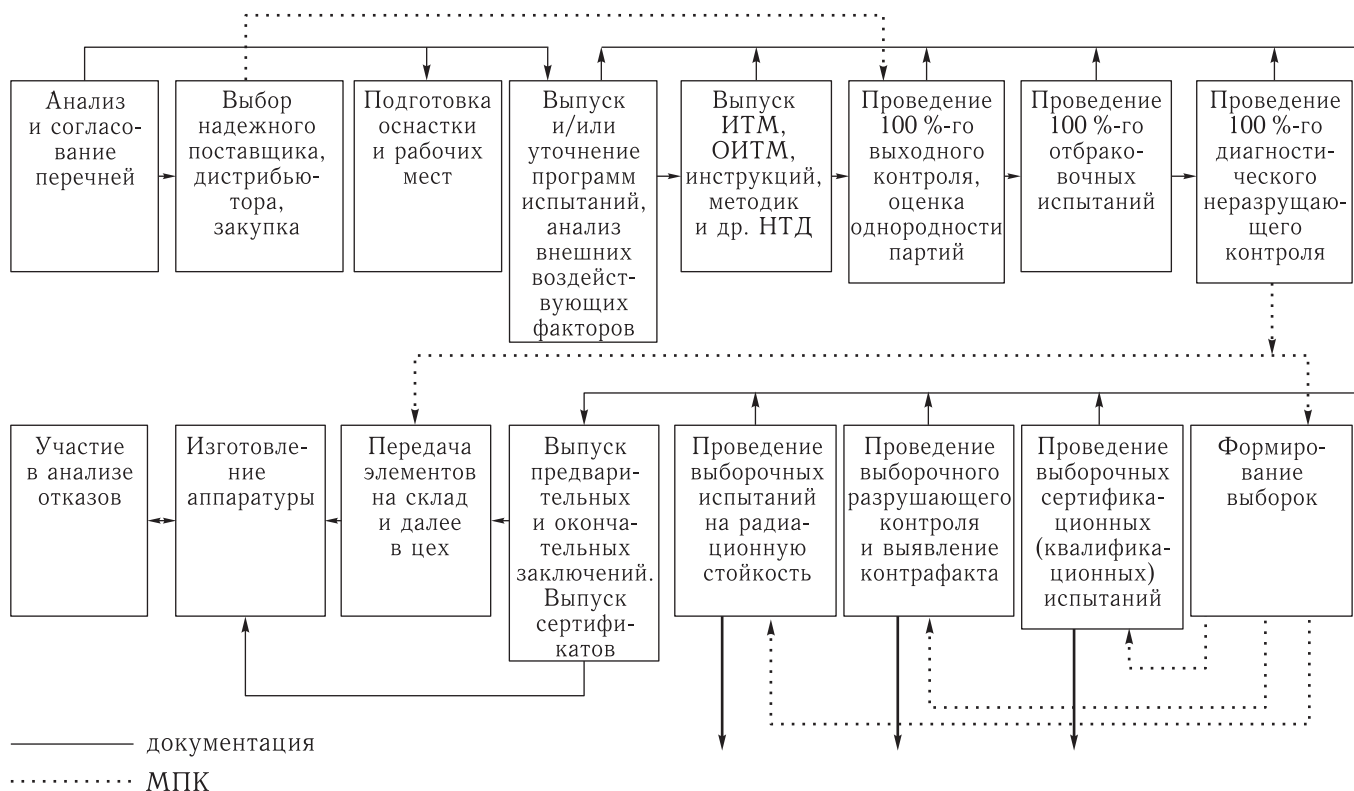 Анализ
и согласо-
вание
перечней
Выбор
надежного
поставщика,
дистрибью-
тора,
закупка
Подготовка
оснастки
и рабочих
мест
Выпуск
и/или
уточнение
программ
испытаний,
анализ
внешних
воздейст-
вующих
факторов
Выпуск
ИТМ,
ОИТМ,
инструкций,
методик
и др. НТД
Проведение
100 %-го
выходного
контроля,
оценка
однородности
партий
Проведение
100 %-го
отбрако-
вочных
испытаний
Проведение
100 %-го
диагности-
ческого
неразрушаю-
щего
контроля
Участие
в анализе
отказов
Изготовле-
ние
аппаратуры
Передача
элементов
на склад
и далее
в цех
Выпуск
предвари-
тельных
и оконча-
тельных
заключений.
Выпуск
сертифи-
катов
Проведение
выборочных
испытаний
на ради-
ационную
стойкость
Проведение
выборочного
разрушающего
контроля
и выявление
контрафакта
Проведение
выборочных
сертифика-
ционных
(квалифика-
ционных)
испытаний
Формиро-
вание
выборок
документация
МПК